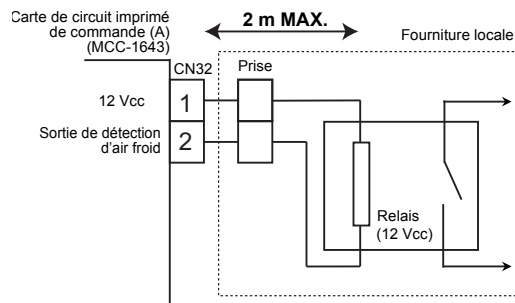 Carte de circuit imprimé
de commande (A)
(MCC-1643)
2 m MAX.
Fourniture locale
CN32
Prise
12 Vcc
1
Sortie de détection
d'air froid
2
Relais
(12 Vcc)